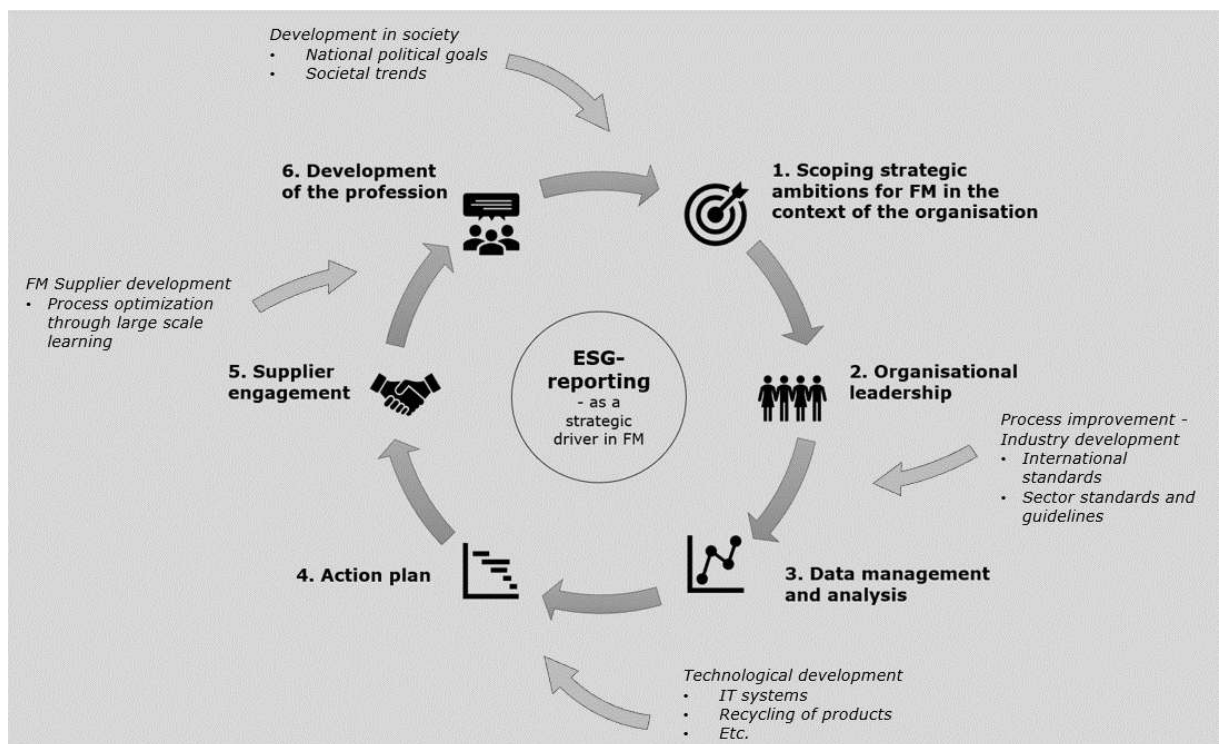 Development in society
• National political goals
• Societal trends
6. Development
of the profession
1. Scoping strategic
ambitions for FM in the
context of the organisation
FM Supplier development
• Process optimization
through large scale
learning
5. Supplier
engagement
ESG-
reporting
- as a
strategic
driver in FM
2. Organisational
leadership
Process improvement -
Industry development
• International
standards
• Sector standards and
guidelines
4. Action plan
3. Data management
and analysis
Technological development
• IT systems
• Recycling of products
• Etc.